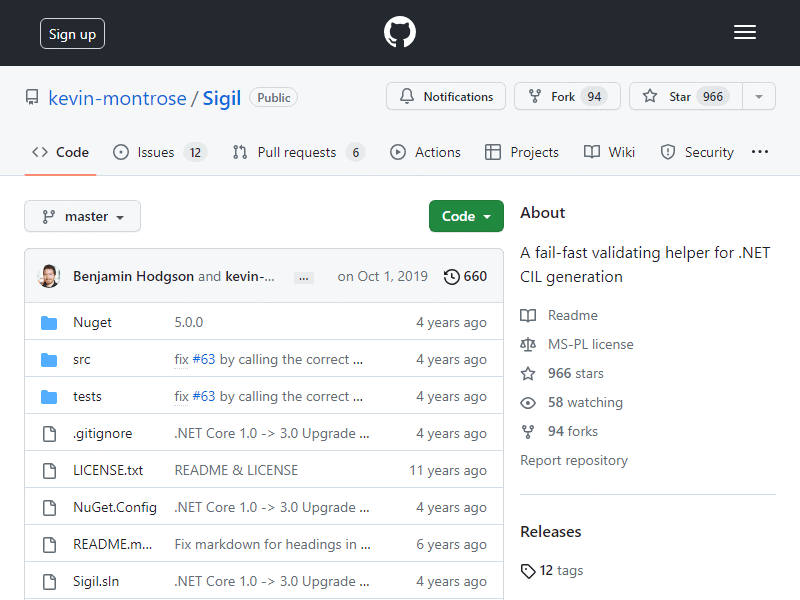 Sign up
kevin-montrose / Sigil Public
Notifications Fork 94 Star 966
Code Issues 12 Pull requests 6 Actions Projects Wiki Security ...
master Code
Benjamin Hodgson and kevin-... ... on Oct 1, 2019 660
Nuget 5.0.0 4 years ago
src fix #63 by calling the correct ... 4 years ago
tests fix #63 by calling the correct ... 4 years ago
.gitignore .NET Core 1.0 -> 3.0 Upgrade ... 4 years ago
LICENSE.txt README & LICENSE 11 years ago
NuGet.Config .NET Core 1.0 -> 3.0 Upgrade ... 4 years ago
README.m... Fix markdown for headings in ... 6 years ago
Sigil.sln .NET Core 1.0 -> 3.0 Upgrade ... 4 years ago
About
A fail-fast validating helper for .NET
CIL generation
Readme
MS-PL license
966 stars
58 watching
94 forks
Report repository
Releases
12 tags